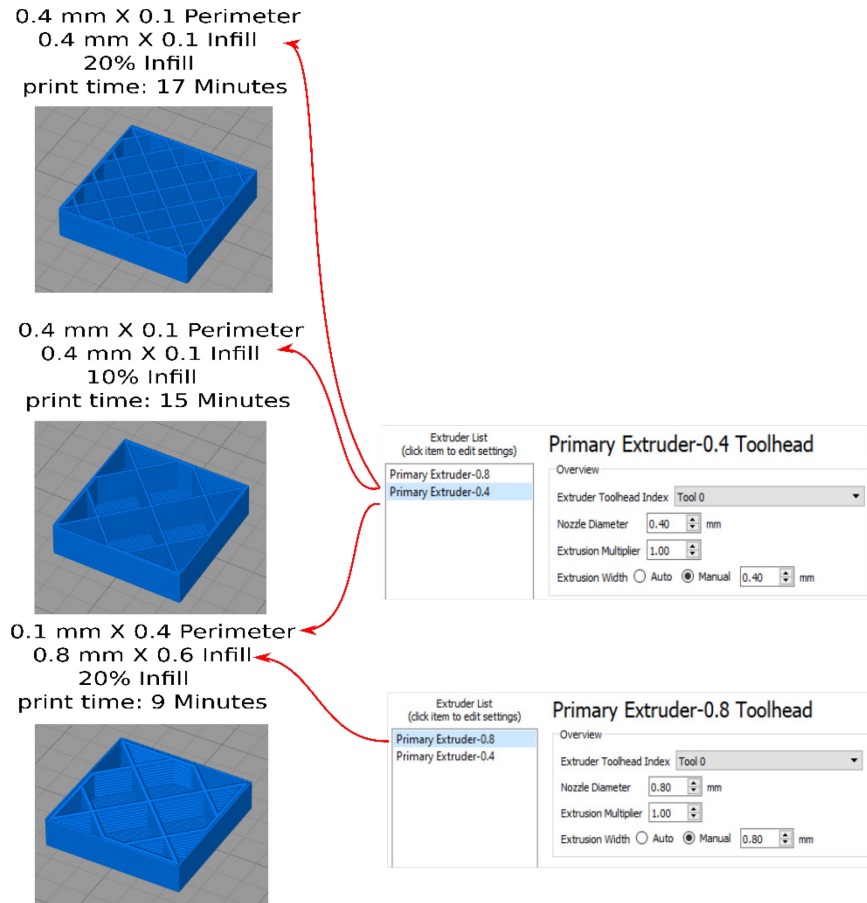 0.4 mm X 0.1 Perimeter
0.4 mm X 0.1 Infill
20% Infill
print time: 17 Minutes
0.4 mm X 0.1 Perimeter
0.4 mm X 0.1 Infill
10% Infill
print time: 15 Minutes
Extruder List
(click item to edit settings)
Primary Extruder-0.8
Primary Extruder-0.4
Primary Extruder-0.4 Toolhead
Overview
Extruder Toolhead Index Tool 0
Nozzle Diameter 0.40 mm
Extrusion Multiplier 1.00
Extrusion Width Auto Manual 0.40 mm
0.1 mm X 0.4 Perimeter
0.8 mm X 0.6 Infill
20% Infill
print time: 9 Minutes
Extruder List
(click item to edit settings)
Primary Extruder-0.8
Primary Extruder-0.4
Primary Extruder-0.8 Toolhead
Overview
Extruder Toolhead Index Tool 0
Nozzle Diameter 0.80 mm
Extrusion Multiplier 1.00
Extrusion Width Auto Manual 0.80 mm